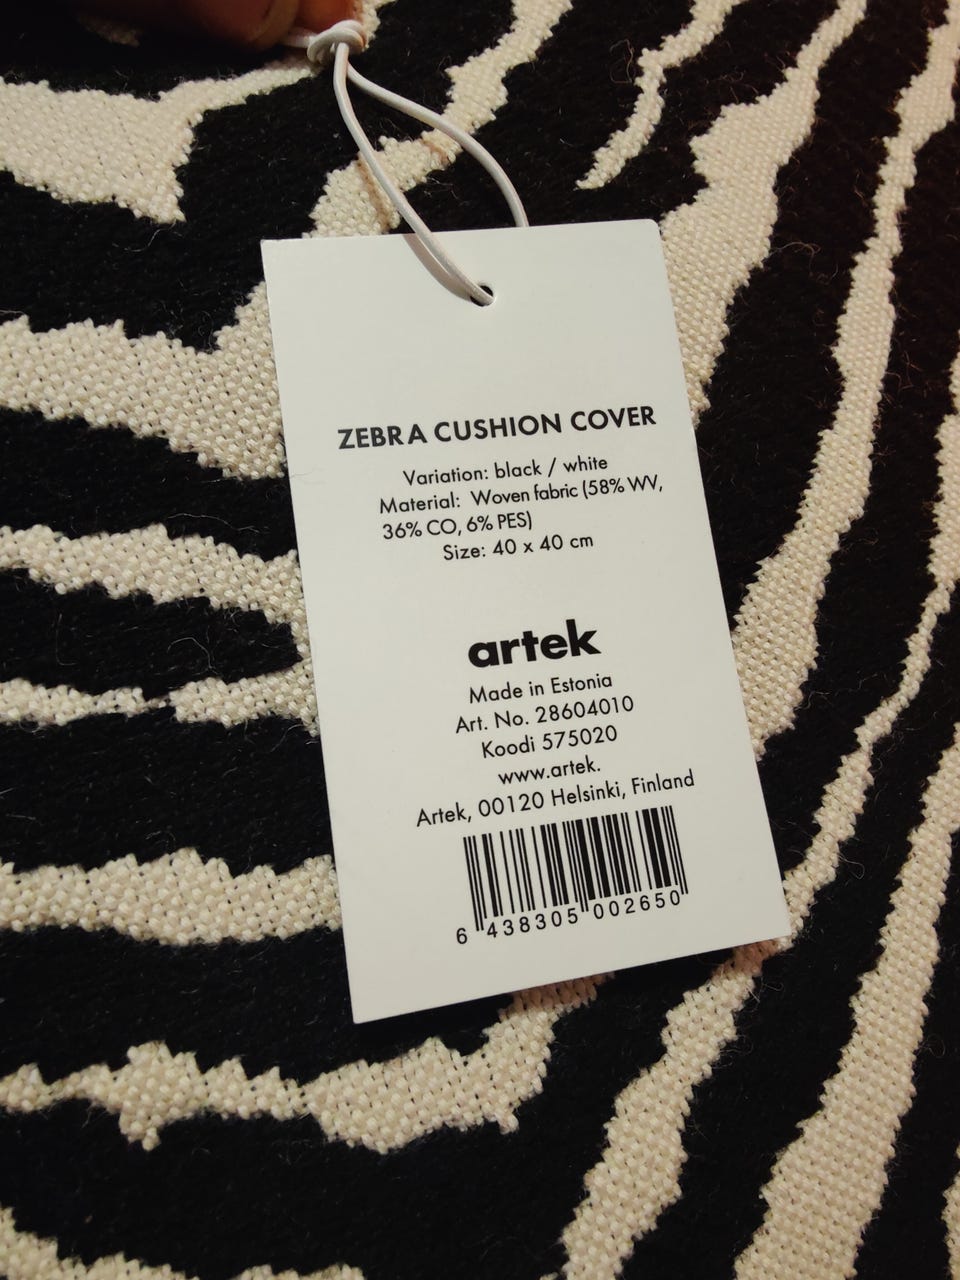 ZEBRA CUSHION COVER
Variation: black / white
Material: Woven fabric (58% WV,
36% CO, 6% PES)
Size: 40 x 40 cm
artek
Made in Estonia
Art. No. 28604010
Koodi 575020
www.artek.
Artek, 00120 Helsinki, Finland
6 438305 002650